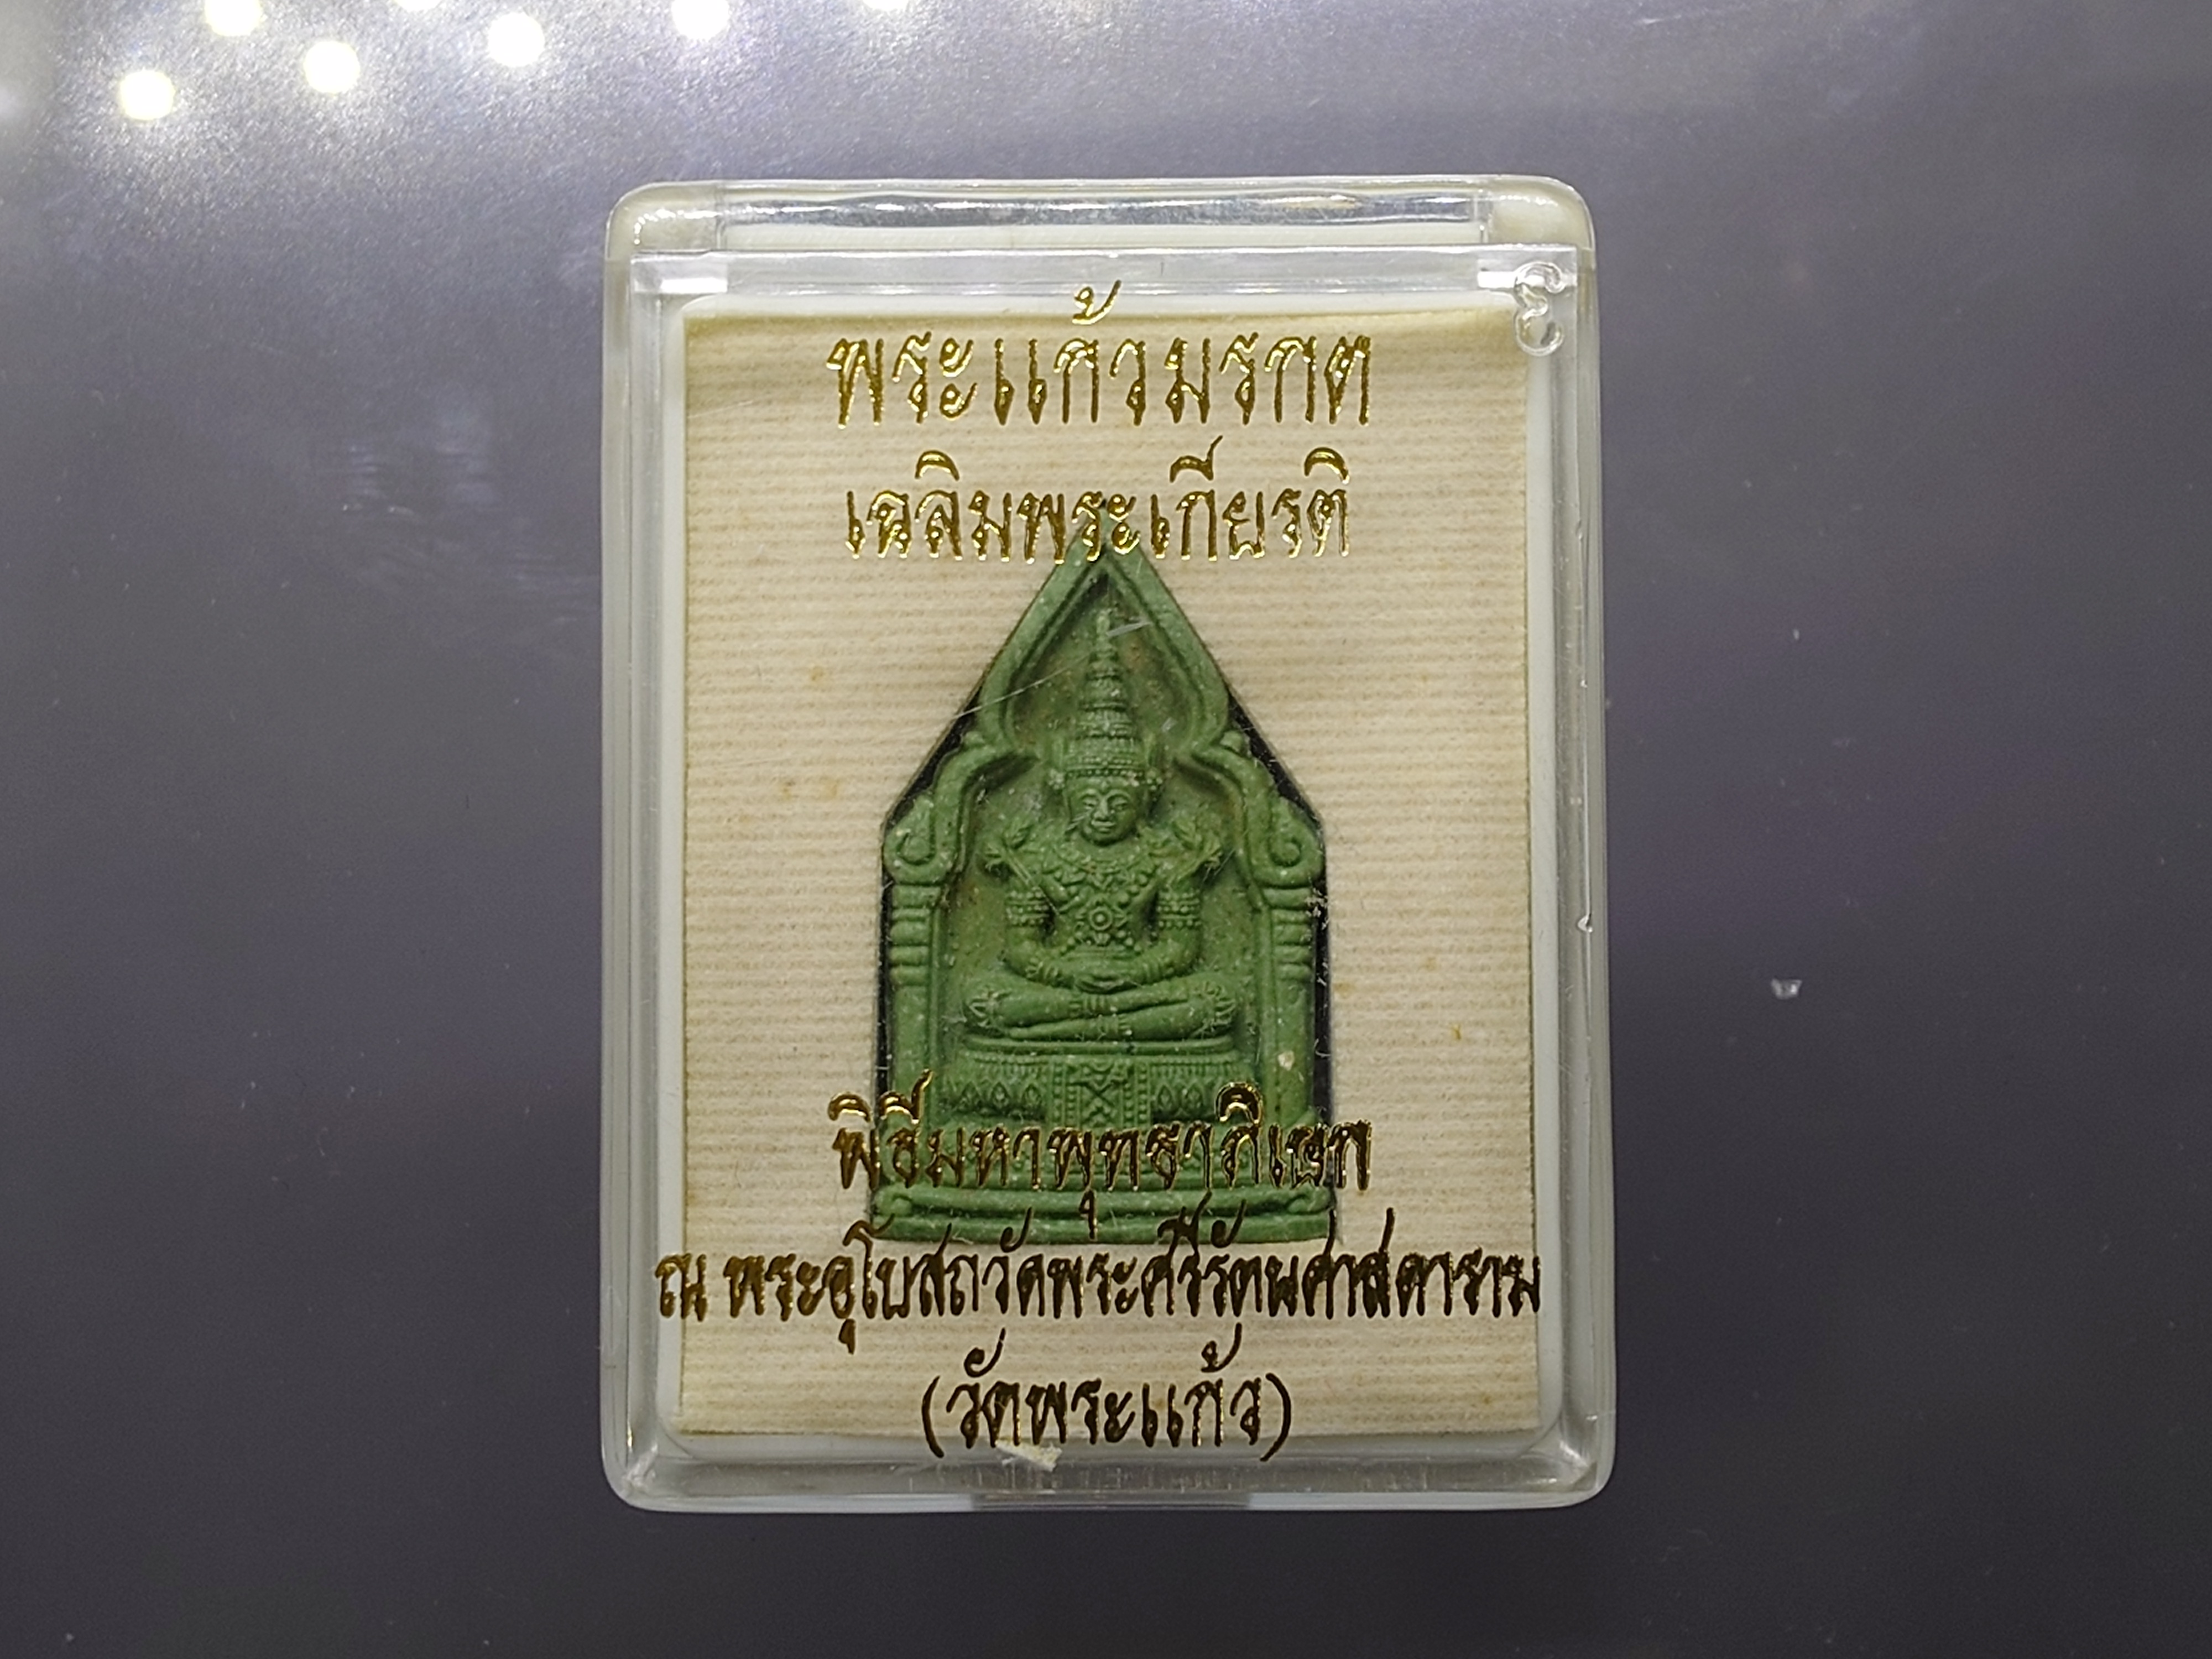 พระแก้วมรกต
เฉลิมพระเกียรติ
พิธีมหาพุทธาภิเษก
ณ พระอุโบสถวัดพระศรีรัตนศาสดาราม
(วัดพระแก้ว)